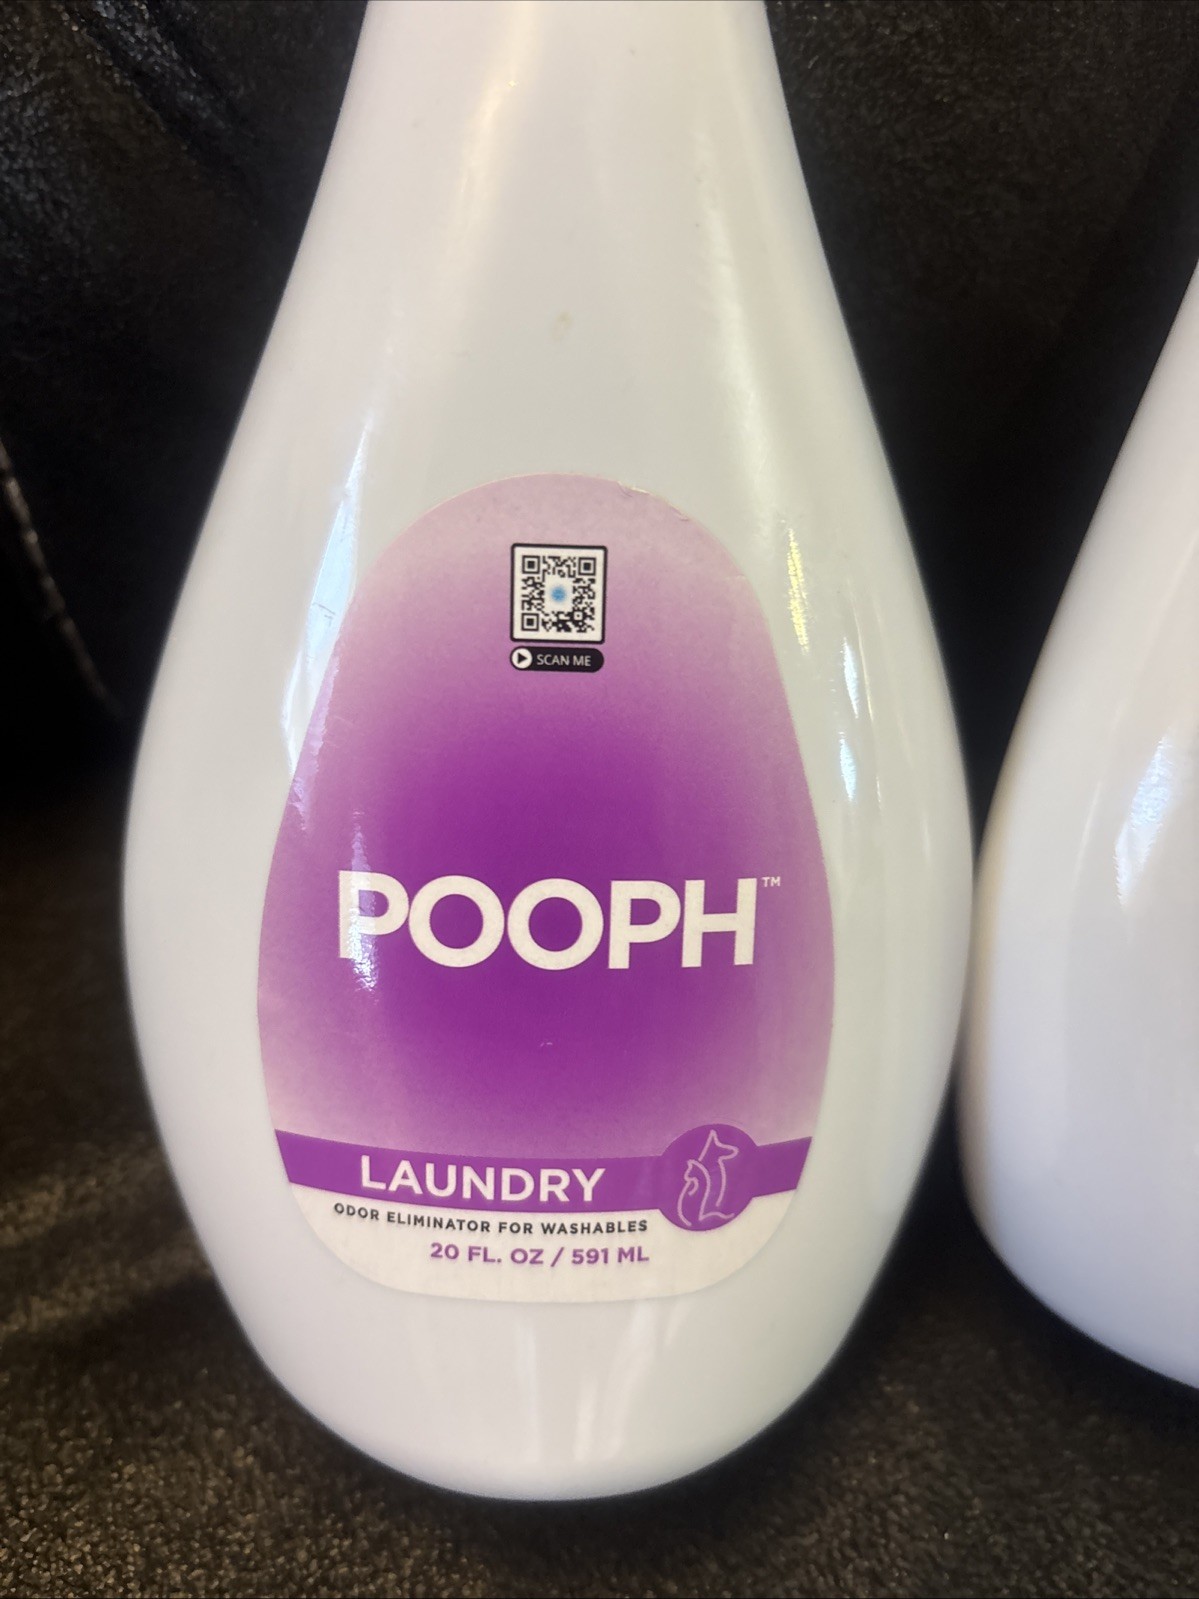 SCAN ME
POOPH™
LAUNDRY
ODOR ELIMINATOR FOR WASHABLES
20 FL. OZ / 591 ML